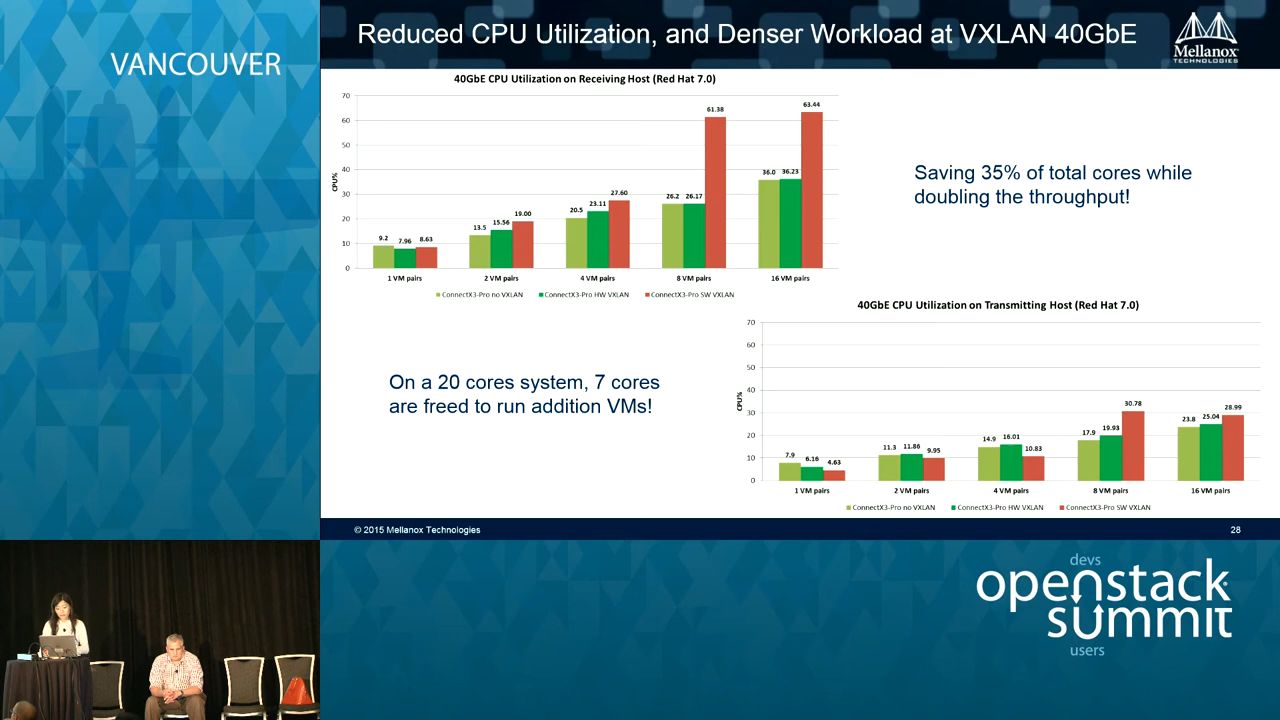 VANCOUVER
Reduced CPU Utilization, and Denser Workload at VXLAN 40GbE
Mellanox
TECHNOLOGIES
40GbE CPU Utilization on Receiving Host (Red Hat 7.0)
CPU%
70
60
50
40
30
20
10
0
9.2 7.96 8.63
13.5 15.56 19.00
20.5 23.11 27.60
26.2 26.17 61.38
36.0 36.23 63.44
1 VM pairs 2 VM pairs 4 VM pairs 8 VM pairs 16 VM pairs
ConnectX3-Pro no VXLAN ConnectX3-Pro HW VXLAN ConnectX3-Pro SW VXLAN
Saving 35% of total cores while
doubling the throughput!
On a 20 cores system, 7 cores
are freed to run addition VMs!
40GbE CPU Utilization on Transmitting Host (Red Hat 7.0)
CPU%
70
60
50
40
30
20
10
0
7.9 6.16 4.63
11.3 11.86 9.95
14.9 16.01 10.83
17.9 19.93 30.78
23.8 25.04 28.99
1 VM pairs 2 VM pairs 4 VM pairs 8 VM pairs 16 VM pairs
ConnectX3-Pro no VXLAN ConnectX3-Pro HW VXLAN ConnectX3-Pro SW VXLAN
© 2015 Mellanox Technologies
28
devs
openstack
summit
users